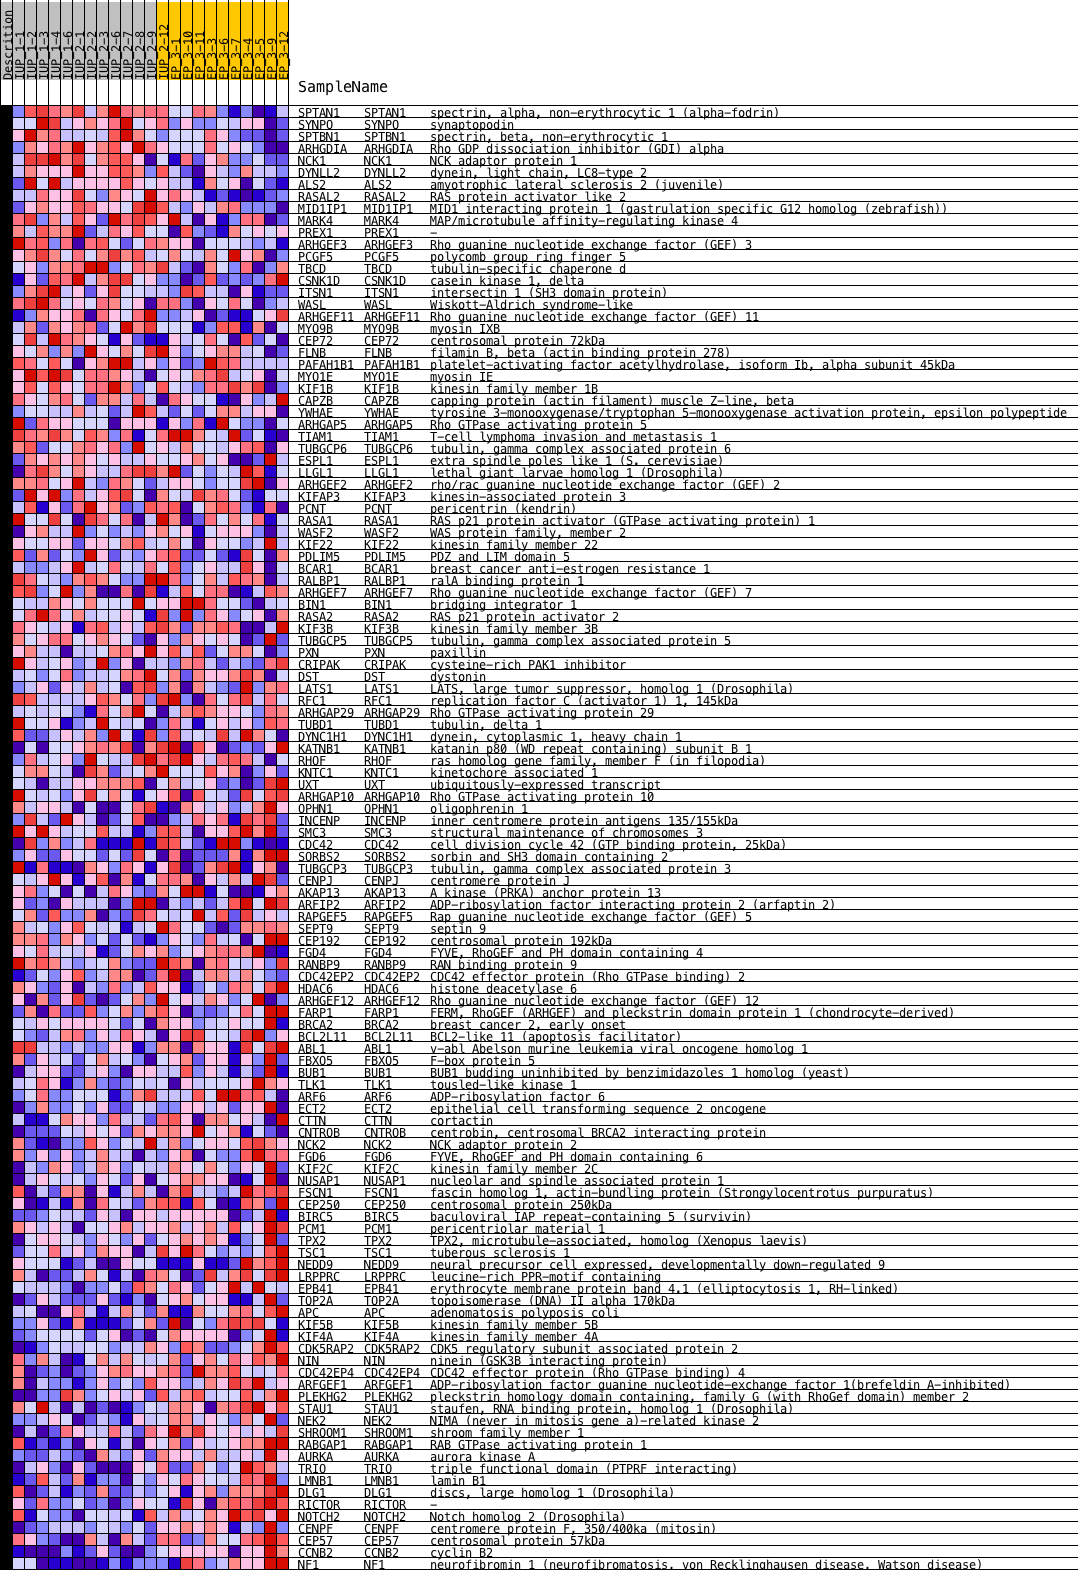 Descrition
IUP_1-1
IUP_1-2
IUP_1-3
IUP_1-4
IUP_1-6
IUP_2-1
IUP_2-2
IUP_2-3
IUP_2-6
IUP_2-7
IUP_2-8
IUP_2-9
IUP_2-12
EP_3-1
EP_3-10
EP_3-11
EP_3-3
EP_3-6
EP_3-7
EP_3-4
EP_3-5
EP_3-9
EP_3-12
SampleName
SPTAN1 SPTAN1 spectrin, alpha, non-erythrocytic 1 (alpha-fodrin)
SYNPO SYNPO synaptopodin
SPTBN1 SPTBN1 spectrin, beta, non-erythrocytic 1
ARHGDIA ARHGDIA Rho GDP dissociation inhibitor (GDI) alpha
NCK1 NCK1 NCK adaptor protein 1
DYNLL2 DYNLL2 dynein, light chain, LC8-type 2
ALS2 ALS2 amyotrophic lateral sclerosis 2 (juvenile)
RASAL2 RASAL2 RAS protein activator like 2
MID1IP1 MID1IP1 MID1 interacting protein 1 (gastrulation specific G12 homolog (zebrafish))
MARK4 MARK4 MAP/microtubule affinity-regulating kinase 4
PREX1 PREX1 -
ARHGEF3 ARHGEF3 Rho guanine nucleotide exchange factor (GEF) 3
PCGF5 PCGF5 polycomb group ring finger 5
TBCD TBCD tubulin-specific chaperone d
CSNK1D CSNK1D casein kinase 1, delta
ITSN1 ITSN1 intersectin 1 (SH3 domain protein)
WASL WASL Wiskott-Aldrich syndrome-like
ARHGEF11 ARHGEF11 Rho guanine nucleotide exchange factor (GEF) 11
MYO9B MYO9B myosin IXB
CEP72 CEP72 centrosomal protein 72kDa
FLNB FLNB filamin B, beta (actin binding protein 278)
PAFAH1B1 PAFAH1B1 platelet-activating factor acetylhydrolase, isoform Ib, alpha subunit 45kDa
MYO1E MYO1E myosin IE
KIF1B KIF1B kinesin family member 1B
CAPZB CAPZB capping protein (actin filament) muscle Z-line, beta
YWHAE YWHAE tyrosine 3-monooxygenase/tryptophan 5-monooxygenase activation protein, epsilon polypeptide
ARHGAP5 ARHGAP5 Rho GTPase activating protein 5
TIAM1 TIAM1 T-cell lymphoma invasion and metastasis 1
TUBGCP6 TUBGCP6 tubulin, gamma complex associated protein 6
ESPL1 ESPL1 extra spindle poles like 1 (S. cerevisiae)
LLGL1 LLGL1 lethal giant larvae homolog 1 (Drosophila)
ARHGEF2 ARHGEF2 rho/rac guanine nucleotide exchange factor (GEF) 2
KIFAP3 KIFAP3 kinesin-associated protein 3
PCNT PCNT pericentrin (kendrin)
RASA1 RASA1 RAS p21 protein activator (GTPase activating protein) 1
WASF2 WASF2 WAS protein family, member 2
KIF22 KIF22 kinesin family member 22
PDLIM5 PDLIM5 PDZ and LIM domain 5
BCAR1 BCAR1 breast cancer anti-estrogen resistance 1
RALBP1 RALBP1 ralA binding protein 1
ARHGEF7 ARHGEF7 Rho guanine nucleotide exchange factor (GEF) 7
BIN1 BIN1 bridging integrator 1
RASA2 RASA2 RAS p21 protein activator 2
KIF3B KIF3B kinesin family member 3B
TUBGCP5 TUBGCP5 tubulin, gamma complex associated protein 5
PXN PXN paxillin
CRIPAK CRIPAK cysteine-rich PAK1 inhibitor
DST DST dystonin
LATS1 LATS1 LATS, large tumor suppressor, homolog 1 (Drosophila)
RFC1 RFC1 replication factor C (activator 1) 1, 145kDa
ARHGAP29 ARHGAP29 Rho GTPase activating protein 29
TUBD1 TUBD1 tubulin, delta 1
DYNC1H1 DYNC1H1 dynein, cytoplasmic 1, heavy chain 1
KATNB1 KATNB1 katanin p80 (WD repeat containing) subunit B 1
RHOF RHOF ras homolog gene family, member F (in filopodia)
KNTC1 KNTC1 kinetochore associated 1
UXT UXT ubiquitously-expressed transcript
ARHGAP10 ARHGAP10 Rho GTPase activating protein 10
OPHN1 OPHN1 oligophrenin 1
INCENP INCENP inner centromere protein antigens 135/155kDa
SMC3 SMC3 structural maintenance of chromosomes 3
CDC42 CDC42 cell division cycle 42 (GTP binding protein, 25kDa)
SORBS2 SORBS2 sorbin and SH3 domain containing 2
TUBGCP3 TUBGCP3 tubulin, gamma complex associated protein 3
CENPJ CENPJ centromere protein J
AKAP13 AKAP13 A kinase (PRKA) anchor protein 13
ARFIP2 ARFIP2 ADP-ribosylation factor interacting protein 2 (arfaptin 2)
RAPGEF5 RAPGEF5 Rap guanine nucleotide exchange factor (GEF) 5
SEPT9 SEPT9 septin 9
CEP192 CEP192 centrosomal protein 192kDa
FGD4 FGD4 FYVE, RhoGEF and PH domain containing 4
RANBP9 RANBP9 RAN binding protein 9
CDC42EP2 CDC42EP2 CDC42 effector protein (Rho GTPase binding) 2
HDAC6 HDAC6 histone deacetylase 6
ARHGEF12 ARHGEF12 Rho guanine nucleotide exchange factor (GEF) 12
FARP1 FARP1 FERM, RhoGEF (ARHGEF) and pleckstrin domain protein 1 (chondrocyte-derived)
BRCA2 BRCA2 breast cancer 2, early onset
BCL2L11 BCL2L11 BCL2-like 11 (apoptosis facilitator)
ABL1 ABL1 v-abl Abelson murine leukemia viral oncogene homolog 1
FBXO5 FBXO5 F-box protein 5
BUB1 BUB1 BUB1 budding uninhibited by benzimidazoles 1 homolog (yeast)
TLK1 TLK1 tousled-like kinase 1
ARF6 ARF6 ADP-ribosylation factor 6
ECT2 ECT2 epithelial cell transforming sequence 2 oncogene
CTTN CTTN cortactin
CNTROB CNTROB centrobin, centrosomal BRCA2 interacting protein
NCK2 NCK2 NCK adaptor protein 2
FGD6 FGD6 FYVE, RhoGEF and PH domain containing 6
KIF2C KIF2C kinesin family member 2C
NUSAP1 NUSAP1 nucleolar and spindle associated protein 1
FSCN1 FSCN1 fascin homolog 1, actin-bundling protein (Strongylocentrotus purpuratus)
CEP250 CEP250 centrosomal protein 250kDa
BIRC5 BIRC5 baculoviral IAP repeat-containing 5 (survivin)
PCM1 PCM1 pericentriolar material 1
TPX2 TPX2 TPX2, microtubule-associated, homolog (Xenopus laevis)
TSC1 TSC1 tuberous sclerosis 1
NEDD9 NEDD9 neural precursor cell expressed, developmentally down-regulated 9
LRPPRC LRPPRC leucine-rich PPR-motif containing
EPB41 EPB41 erythrocyte membrane protein band 4.1 (elliptocytosis 1, RH-linked)
TOP2A TOP2A topoisomerase (DNA) II alpha 170kDa
APC APC adenomatosis polyposis coli
KIF5B KIF5B kinesin family member 5B
KIF4A KIF4A kinesin family member 4A
CDK5RAP2 CDK5RAP2 CDK5 regulatory subunit associated protein 2
NIN NIN ninein (GSK3B interacting protein)
CDC42EP4 CDC42EP4 CDC42 effector protein (Rho GTPase binding) 4
ARFGEF1 ARFGEF1 ADP-ribosylation factor guanine nucleotide-exchange factor 1(brefeldin A-inhibited)
PLEKHG2 PLEKHG2 pleckstrin homology domain containing, family G (with RhoGef domain) member 2
STAU1 STAU1 staufen, RNA binding protein, homolog 1 (Drosophila)
NEK2 NEK2 NIMA (never in mitosis gene a)-related kinase 2
SHROOM1 SHROOM1 shroom family member 1
RABGAP1 RABGAP1 RAB GTPase activating protein 1
AURKA AURKA aurora kinase A
TRIO TRIO triple functional domain (PTPRF interacting)
LMNB1 LMNB1 lamin B1
DLG1 DLG1 discs, large homolog 1 (Drosophila)
RICTOR RICTOR -
NOTCH2 NOTCH2 Notch homolog 2 (Drosophila)
CENPF CENPF centromere protein F, 350/400ka (mitosin)
CEP57 CEP57 centrosomal protein 57kDa
CCNB2 CCNB2 cyclin B2
NF1 NF1 neurofibromin 1 (neurofibromatosis, von Recklinghausen disease, Watson disease)